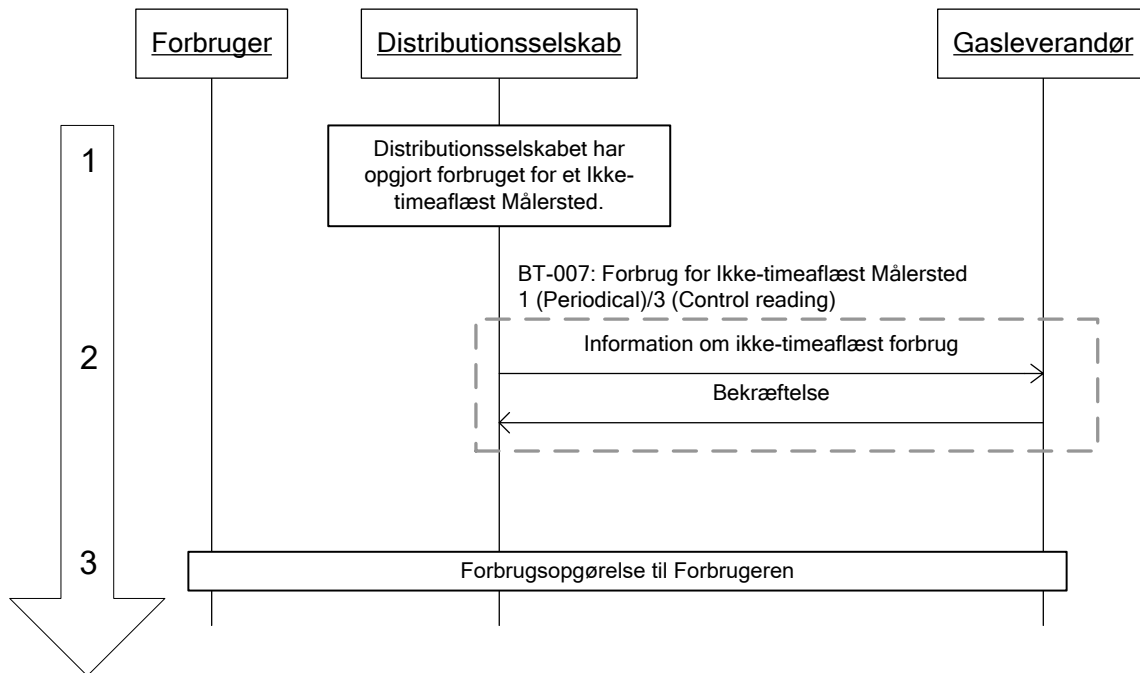 Forbruger
Distributionsselskab
Gasleverandør
1
Distributionsselskabet har
opgjort forbruget for et Ikke-
timeaflæst Målersted.
BT-007: Forbrug for Ikke-timeaflæst Målersted
1 (Periodical)/3 (Control reading)
2
Information om ikke-timeaflæst forbrug
Bekræftelse
3
Forbrugsopgørelse til Forbrugeren